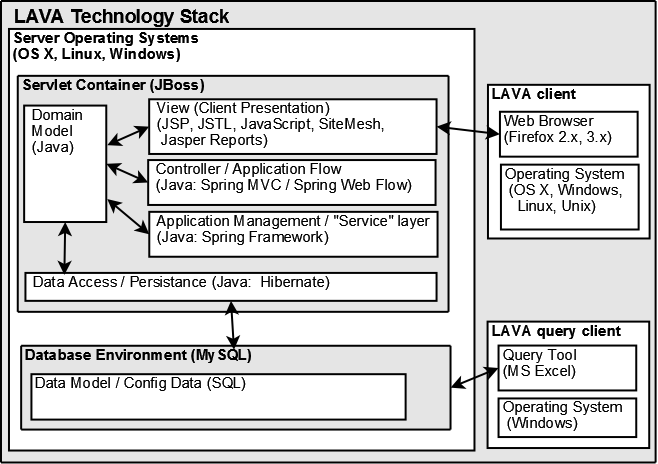 LAVA Technology Stack
Server Operating Systems
(OS X, Linux, Windows)
Servlet Container (JBoss)
Domain
Model
(Java)
View (Client Presentation)
(JSP, JSTL, JavaScript, SiteMesh,
Jasper Reports)
Controller / Application Flow
(Java: Spring MVC / Spring Web Flow)
Application Management / "Service" layer
(Java: Spring Framework)
Data Access / Persistance (Java: Hibernate)
Database Environment (MySQL)
Data Model / Config Data (SQL)
LAVA client
Web Browser
(Firefox 2.x, 3.x)
Operating System
(OS X, Windows,
Linux, Unix)
LAVA query client
Query Tool
(MS Excel)
Operating System
(Windows)